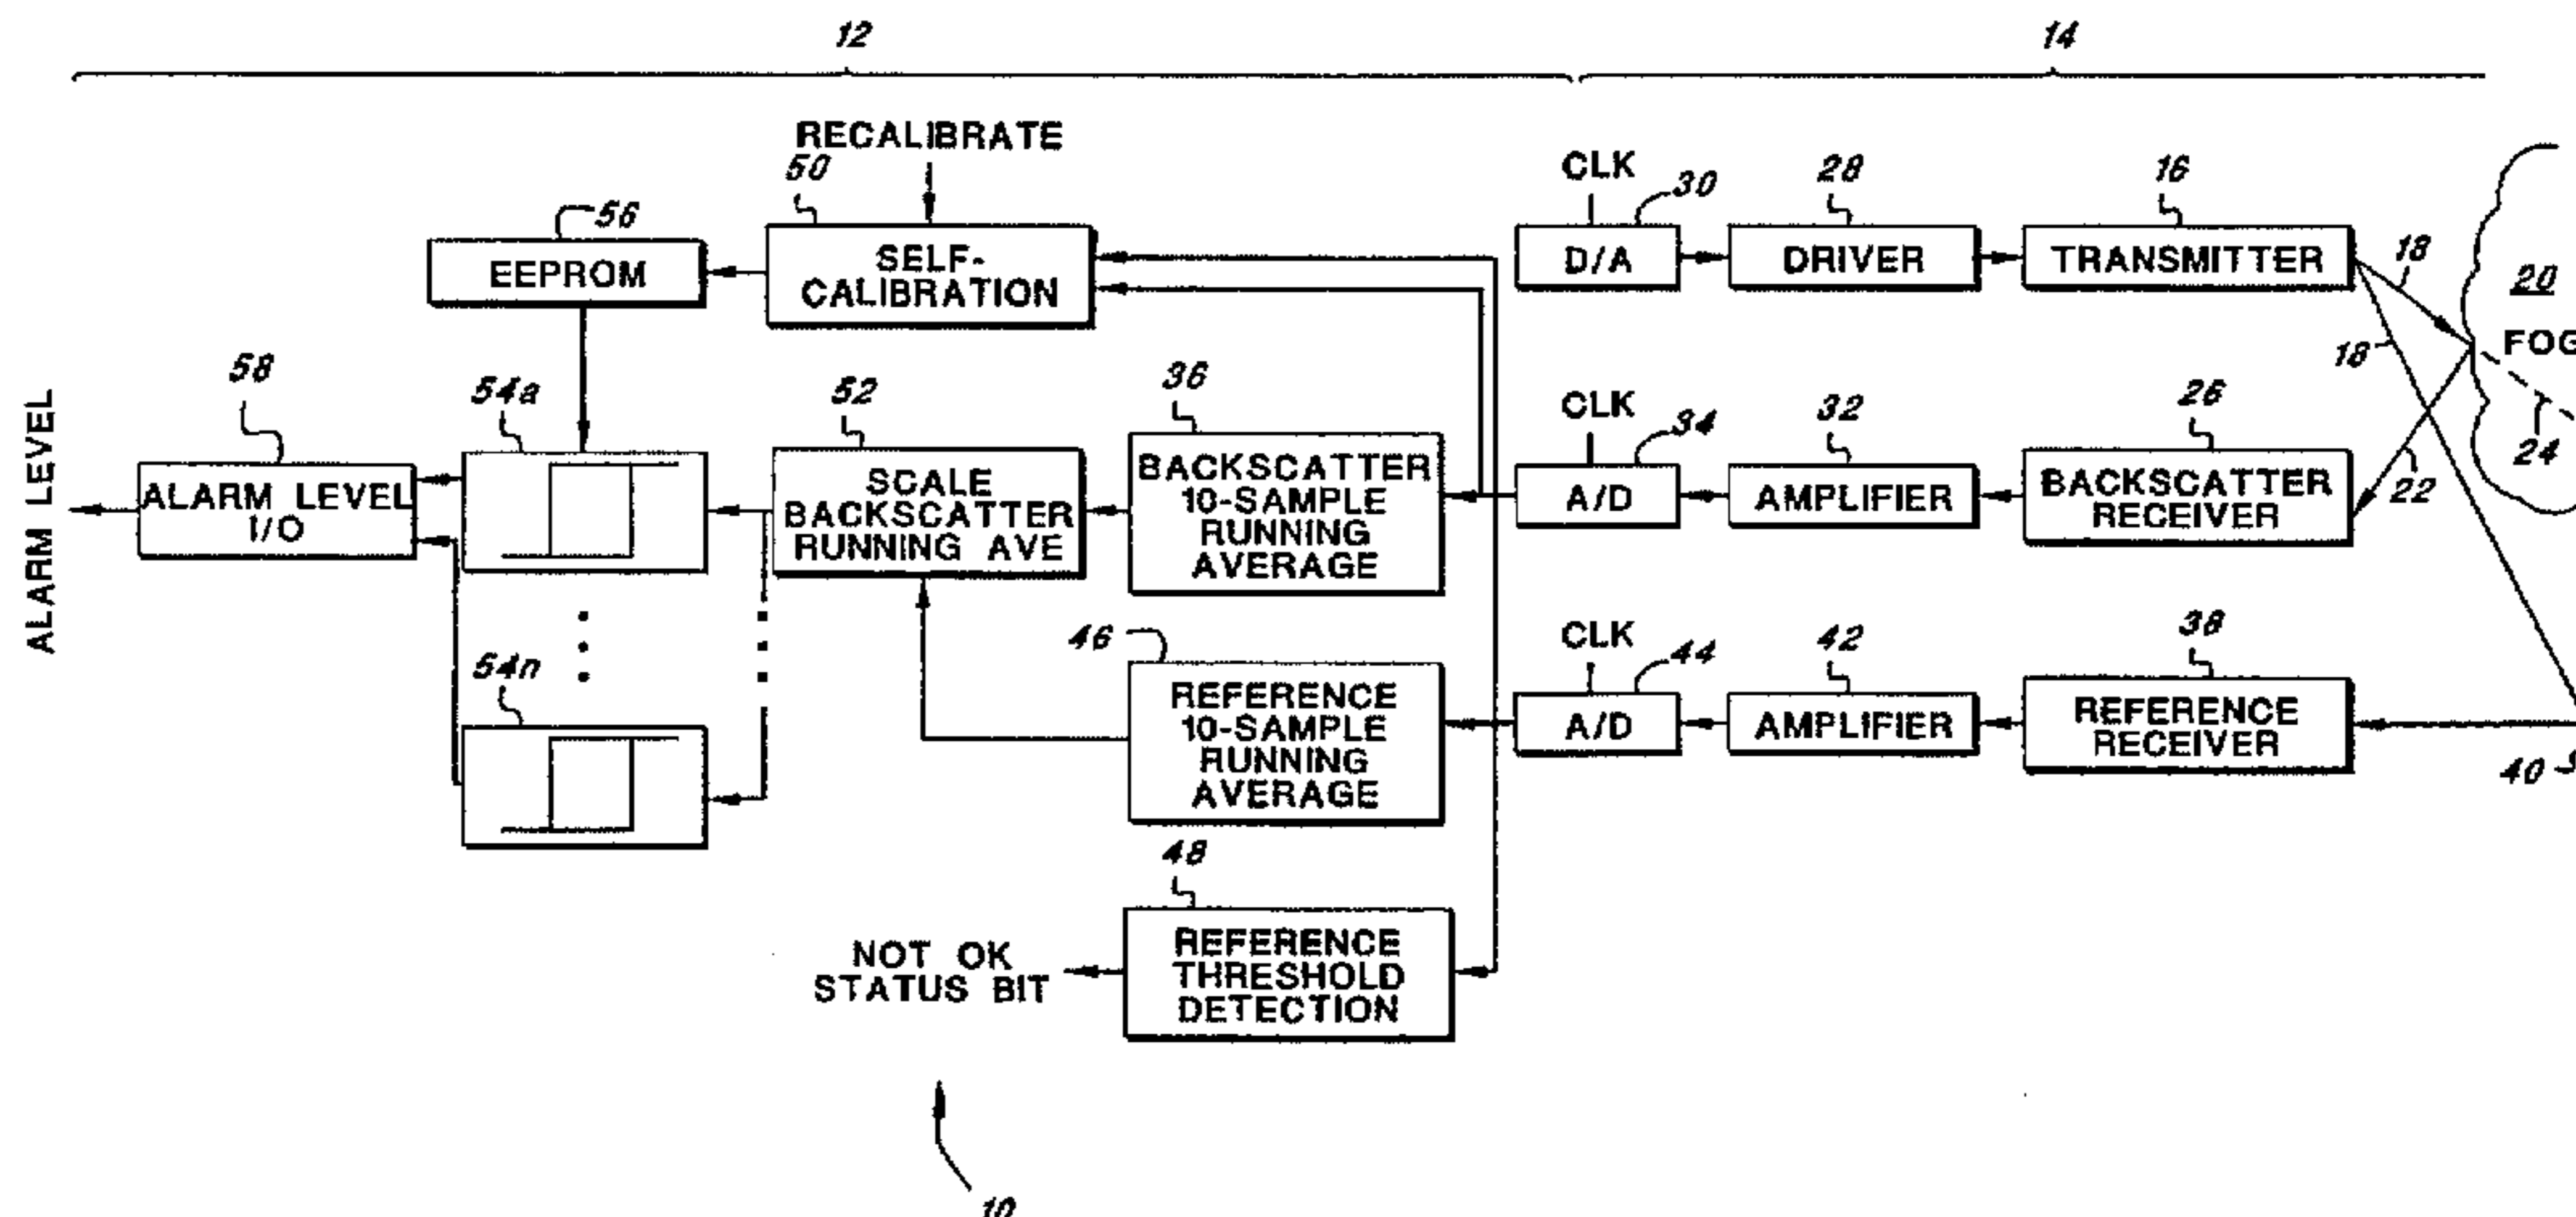 12
14
RECALIBRATE
50
56
EEPROM
SELF-
CALIBRATION
CLK
30
D/A
28
DRIVER
16
TRANSMITTER
18
18
20
FOG
24
22
ALARM LEVEL
58
ALARM LEVEL
I/O
54a
52
SCALE
BACKSCATTER
RUNNING AVE
36
BACKSCATTER
10-SAMPLE
RUNNING
AVERAGE
CLK
34
A/D
32
AMPLIFIER
26
BACKSCATTER
RECEIVER
54n
46
REFERENCE
10-SAMPLE
RUNNING
AVERAGE
CLK
44
A/D
42
AMPLIFIER
38
REFERENCE
RECEIVER
40
48
REFERENCE
THRESHOLD
DETECTION
NOT OK
STATUS BIT
10